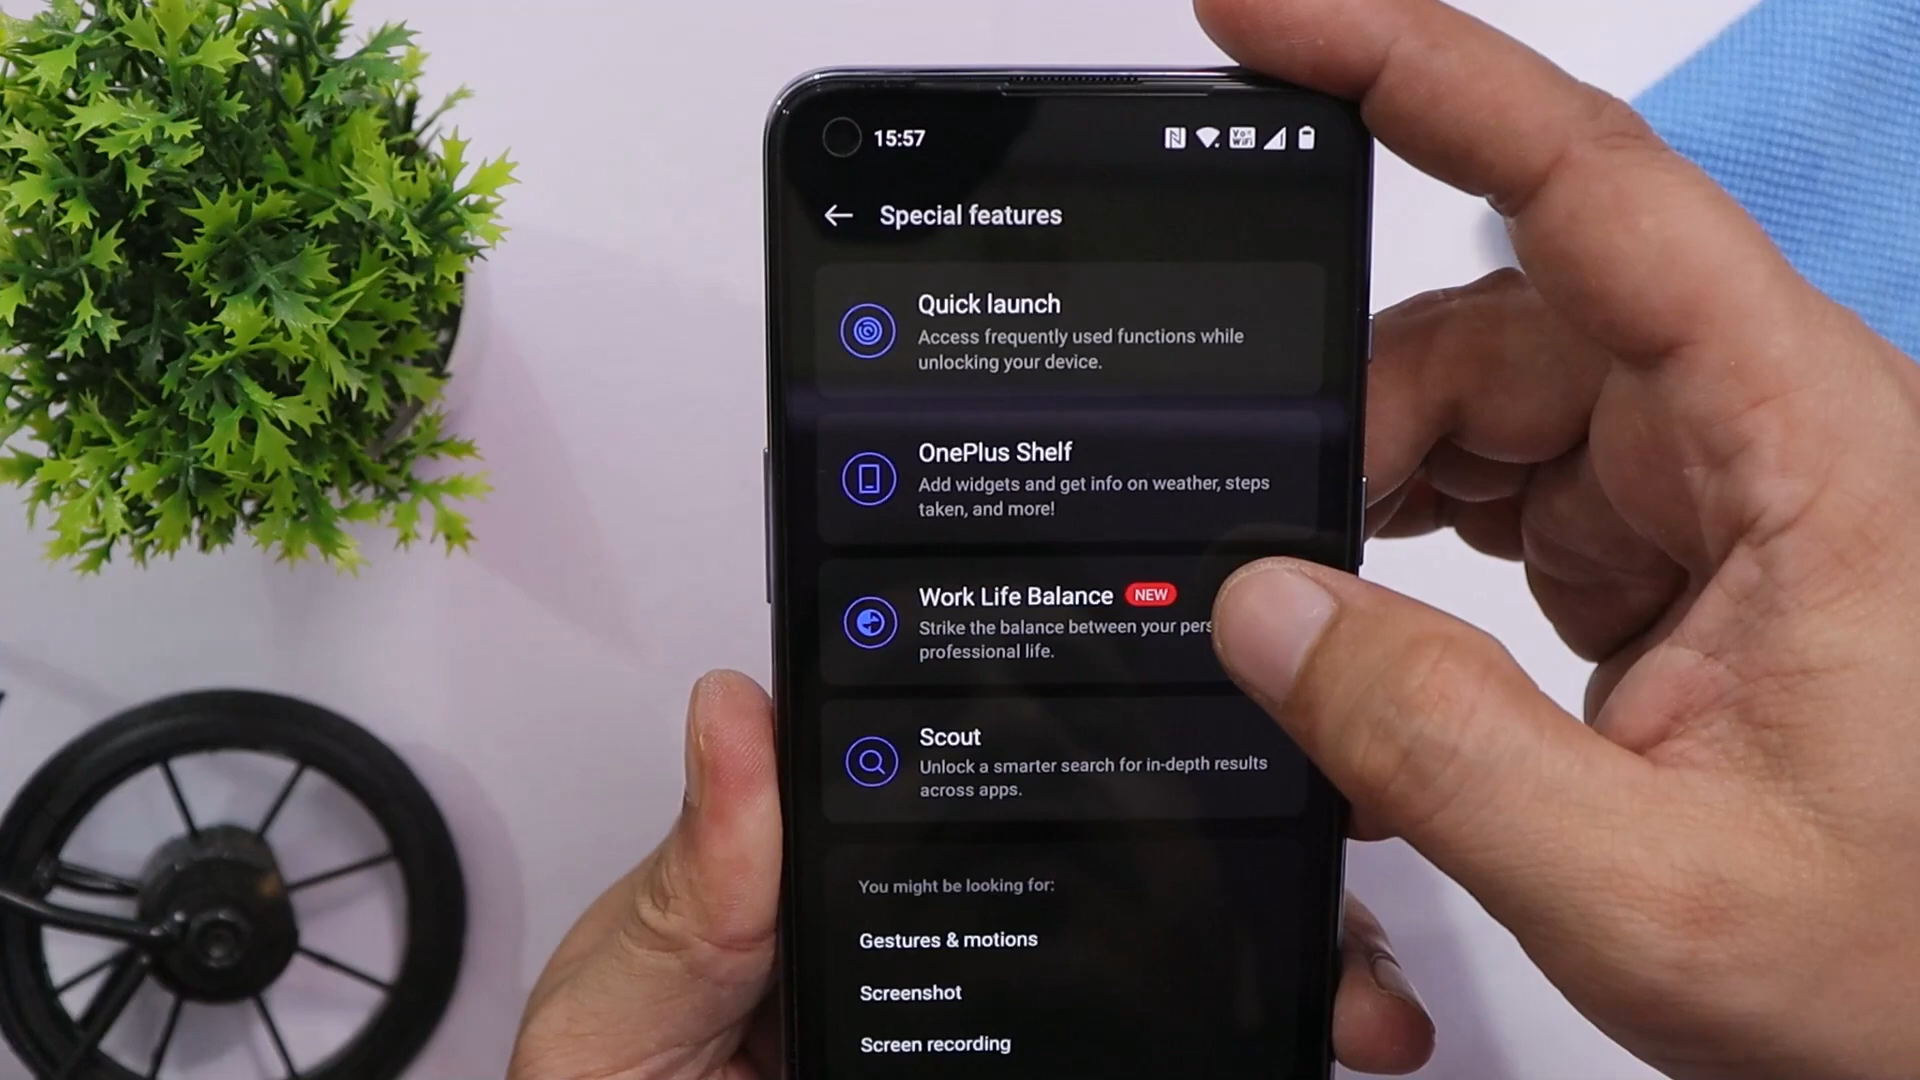 15:57
Vo WiFi
Special features
Quick launch
Access frequently used functions while
unlocking your device.
OnePlus Shelf
Add widgets and get info on weather, steps
taken, and more!
Work Life Balance NEW
Strike the balance between your
professional life.
Scout
Unlock a smarter search for in-depth results
across apps.
You might be looking for:
Gestures & motions
Screenshot
Screen recording